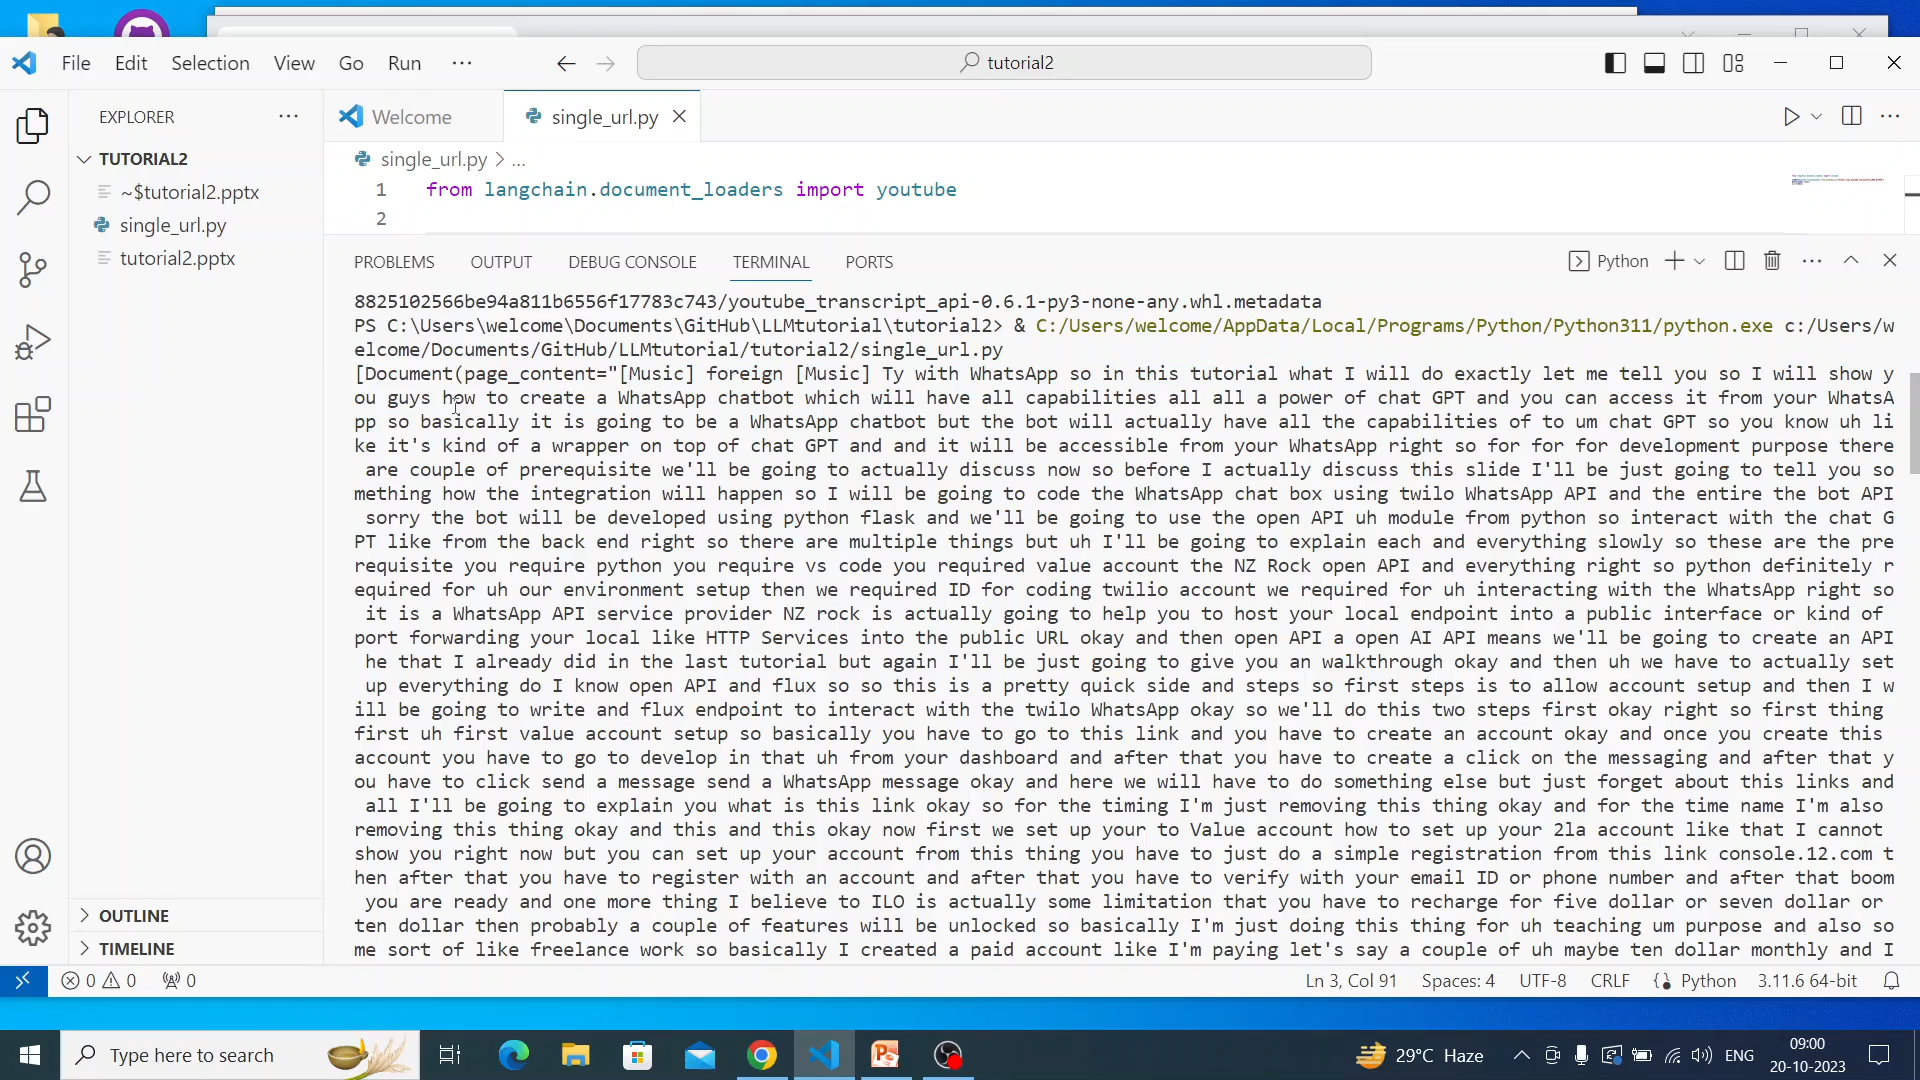 File Edit Selection View Go Run ··· tutorial2
EXPLORER ··· Welcome single_url.py
TUTORIAL2
~$tutorial2.pptx
single_url.py
tutorial2.pptx
single_url.py > ...
1 from langchain.document_loaders import youtube
2
PROBLEMS OUTPUT DEBUG CONSOLE TERMINAL PORTS Python
8825102566be94a811b6556f17783c743/youtube_transcript_api-0.6.1-py3-none-any.whl.metadata
PS C:\Users\welcome\Documents\GitHub\LLMtutorial\tutorial2> & C:/Users/welcome/AppData/Local/Programs/Python/Python311/python.exe c:/Users/w
elcome/Documents/GitHub/LLMtutorial/tutorial2/single_url.py
[Document(page_content="[Music] foreign [Music] Ty with WhatsApp so in this tutorial what I will do exactly let me tell you so I will show y
ou guys how to create a WhatsApp chatbot which will have all capabilities all all a power of chat GPT and you can access it from your WhatsA
pp so basically it is going to be a WhatsApp chatbot but the bot will actually have all the capabilities of to um chat GPT so you know uh li
ke it's kind of a wrapper on top of chat GPT and and it will be accessible from your WhatsApp right so for for for development purpose there
are couple of prerequisite we'll be going to actually discuss now so before I actually discuss this slide I'll be just going to tell you so
mething how the integration will happen so I will be going to code the WhatsApp chat box using twilo WhatsApp API and the entire the bot API
sorry the bot will be developed using python flask and we'll be going to use the open API uh module from python so interact with the chat G
PT like from the back end right so there are multiple things but uh I'll be going to explain each and everything slowly so these are the pre
requisite you require python you require vs code you required value account the NZ Rock open API and everything right so python definitely r
equired for uh our environment setup then we required ID for coding twilio account we required for uh interacting with the WhatsApp right so
it is a WhatsApp API service provider NZ rock is actually going to help you to host your local endpoint into a public interface or kind of
port forwarding your local like HTTP Services into the public URL okay and then open API a open AI API means we'll be going to create an API
he that I already did in the last tutorial but again I'll be just going to give you an walkthrough okay and then uh we have to actually set
up everything do I know open API and flux so so this is a pretty quick side and steps so first steps is to allow account setup and then I w
ill be going to write and flux endpoint to interact with the twilo WhatsApp okay so we'll do this two steps first okay right so first thing
first uh first value account setup so basically you have to go to this link and you have to create an account okay and once you create this
account you have to go to develop in that uh from your dashboard and after that you have to create a click on the messaging and after that y
ou have to click send a message send a WhatsApp message okay and here we will have to do something else but just forget about this links and
all I'll be going to explain you what is this link okay so for the timing I'm just removing this thing okay and for the time name I'm also
removing this thing okay and this and this okay now first we set up your to Value account how to set up your 2la account like that I cannot
show you right now but you can set up your account from this thing you have to just do a simple registration from this link console.12.com t
hen after that you have to register with an account and after that you have to verify with your email ID or phone number and after that boom
you are ready and one more thing I believe to ILO is actually some limitation that you have to recharge for five dollar or seven dollar or
ten dollar then probably a couple of features will be unlocked so basically I'm just doing this thing for uh teaching um purpose and also so
me sort of like freelance work so basically I created a paid account like I'm paying let's say a couple of uh maybe ten dollar monthly and I
OUTLINE
TIMELINE
0 0 0 Ln 3, Col 91 Spaces: 4 UTF-8 CRLF Python 3.11.6 64-bit
Type here to search 29°C Haze ENG 09:00
20-10-2023